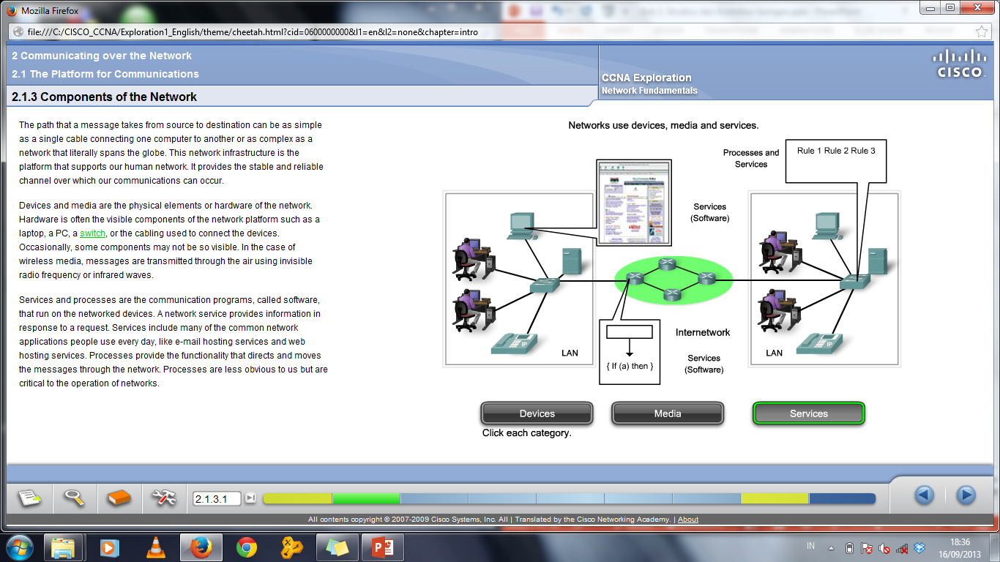 Mozilla Firefox
file:///C:/CISCO_CCNA/Exploration1_English/theme/cheetah.html?cid=0600000000&l1=en&l2=none&chapter=intro
2 Communicating over the Network
2.1 The Platform for Communications
2.1.3 Components of the Network
CCNA Exploration
Network Fundamentals
CISCO
The path that a message takes from source to destination can be as simple
as a single cable connecting one computer to another or as complex as a
network that literally spans the globe. This network infrastructure is the
platform that supports our human network. It provides the stable and reliable
channel over which our communications can occur.
Devices and media are the physical elements or hardware of the network.
Hardware is often the visible components of the network platform such as a
laptop, a PC, a switch, or the cabling used to connect the devices.
Occasionally, some components may not be so visible. In the case of
wireless media, messages are transmitted through the air using invisible
radio frequency or infrared waves.
Services and processes are the communication programs, called software,
that run on the networked devices. A network service provides information in
response to a request. Services include many of the common network
applications people use every day, like e-mail hosting services and web
hosting services. Processes provide the functionality that directs and moves
the messages through the network. Processes are less obvious to us but are
critical to the operation of networks.
Networks use devices, media and services.
Processes and
Services
Rule 1 Rule 2 Rule 3
Services
(Software)
IP
LAN
{ If (a) then }
Internetwork
Services
(Software)
IP
LAN
Devices
Media
Services
Click each category.
2.1.3.1
All contents copyright © 2007-2009 Cisco Systems, Inc. All | Translated by the Cisco Networking Academy. | About
IN
18:36
16/09/2013